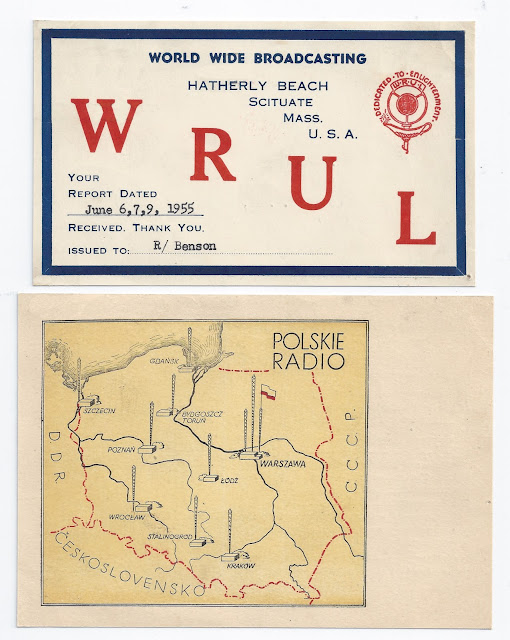 WORLD WIDE BROADCASTING
HATHERLY BEACH
SCITUATE
MASS.
U. S. A.
DEDICATED·TO·ENLIGHTENMENT
W·R·U·L
W R U L
YOUR
REPORT DATED
June 6,7,9, 1955
RECEIVED. THANK YOU.
ISSUED TO: R/ Benson
POLSKIE
RADIO
GDAŃSK
SZCZECIN
BYDGOSZCZ
TORUŃ
POZNAŃ
WARSZAWA
ŁÓDŹ
WROCŁAW
STALINOGRÓD
KRAKÓW
D D R.
C C C P.
ČESKOSLOVENSKO